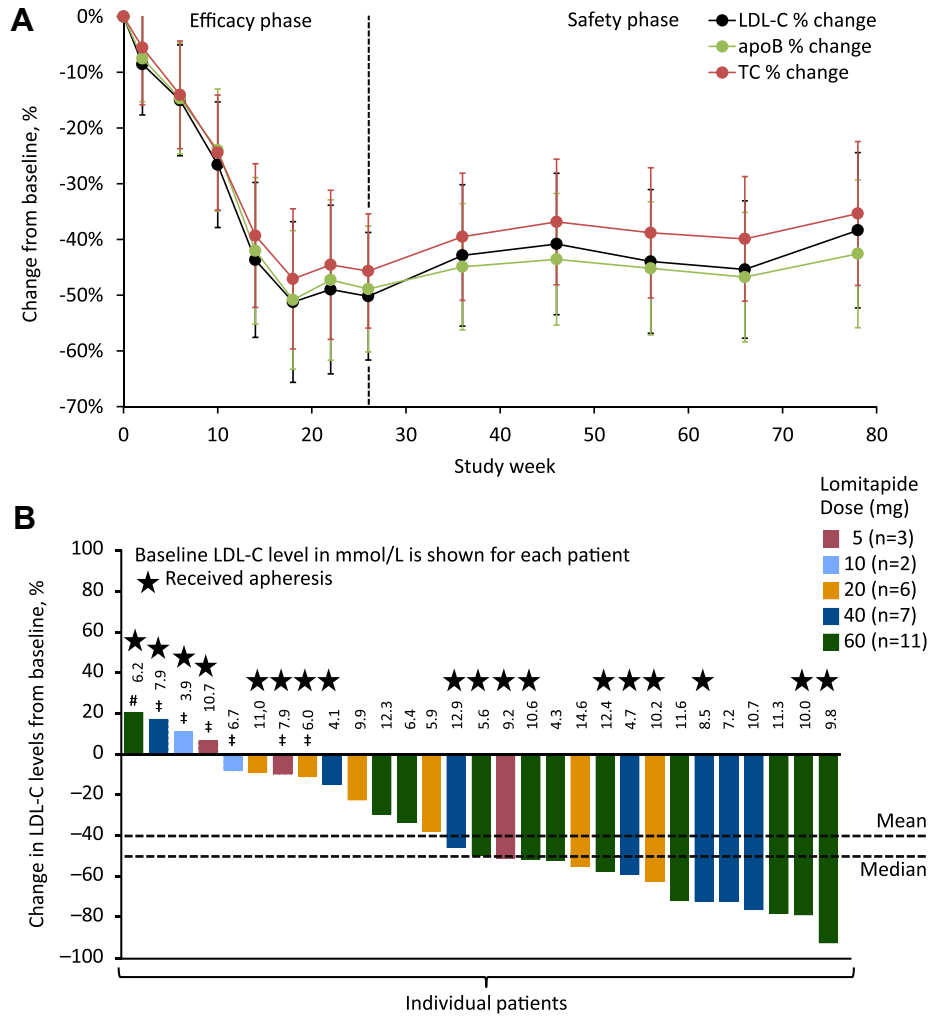 A
Efficacy phase
Safety phase
LDL-C % change
apoB % change
TC % change
Change from baseline, %
0%
-10%
-20%
-30%
-40%
-50%
-60%
-70%
0 10 20 30 40 50 60 70 80
Study week
B
Lomitapide
Dose (mg)
5 (n=3)
10 (n=2)
20 (n=6)
40 (n=7)
60 (n=11)
Baseline LDL-C level in mmol/L is shown for each patient
★ Received apheresis
Change in LDL-C levels from baseline, %
100
80
60
40
20
0
−20
−40
−60
−80
−100
# 6.2
‡ 7.9
‡ 3.9
‡ 10.7
‡ 6.7
11,0
‡ 7.9
‡ 6.0
4.1
9.9
12.3
6.4
5.9
12.9
5.6
9.2
10.6
4.3
14.6
12.4
4.7
10.2
11.6
8.5
7.2
10.7
11.3
10.0
9.8
Mean
Median
Individual patients